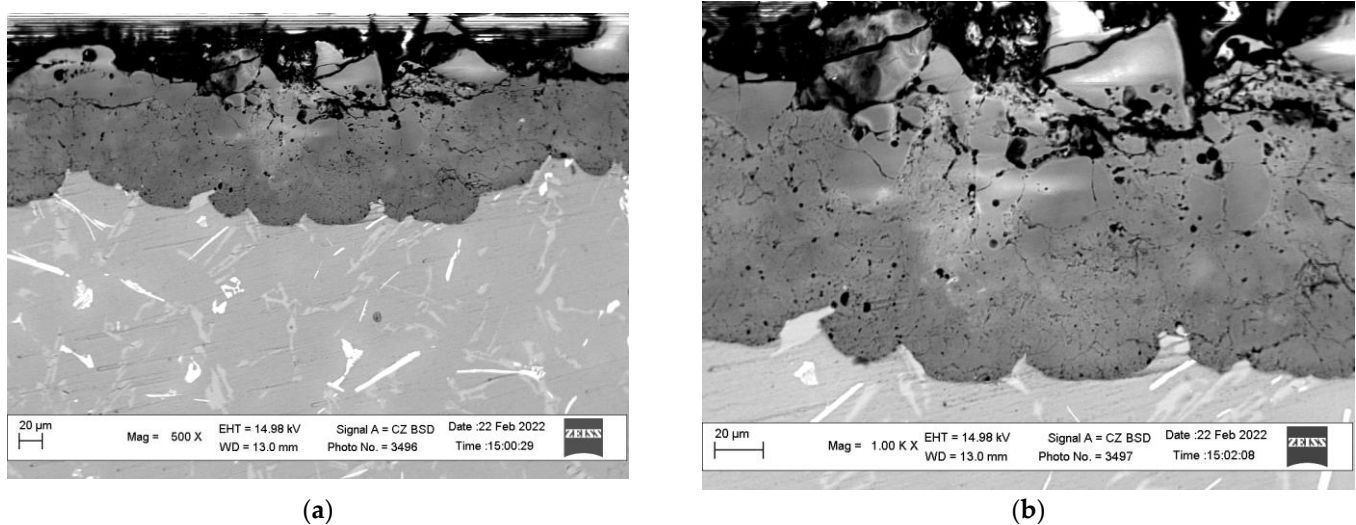 20 µm
Mag = 500 X
EHT = 14.98 kV
WD = 13.0 mm
Signal A = CZ BSD
Photo No. = 3496
Date :22 Feb 2022
Time :15:00:29
ZEISS
20 µm
Mag = 1.00 K X
EHT = 14.98 kV
WD = 13.0 mm
Signal A = CZ BSD
Photo No. = 3497
Date :22 Feb 2022
Time :15:02:08
ZEISS
(a)
(b)